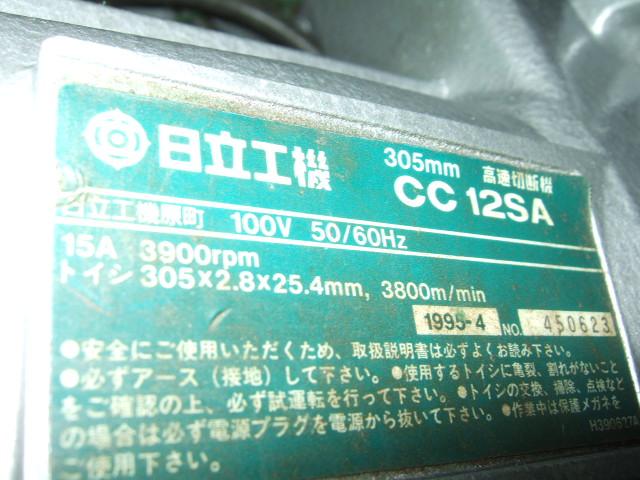 日立工機 305mm 高速切断機
CC 12SA
日立工機原町 100V 50/60Hz
15A 3900rpm
トイシ 305×2.8×25.4mm, 3800m/min
1995-4 NO. 450623
●安全にご使用いただくため、取扱説明書は必ずよくお読み下さい。
●必ずアース（接地）して下さい。●使用するトイシに亀裂、割れがないこと
をご確認の上、必ず試運転を行って下さい。●トイシの交換、掃除、点検など
の場合は必ず電源プラグを電源から抜いて下さい。●作業中は保護メガネを
H390627A